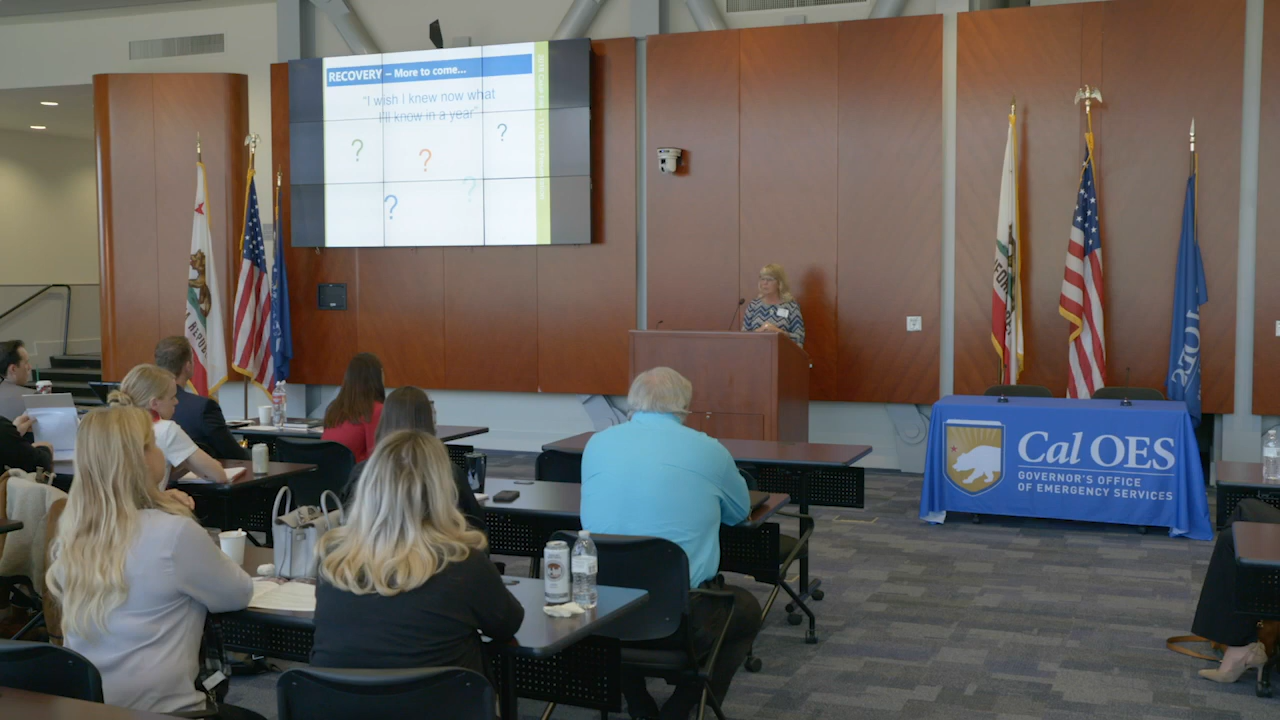 RECOVERY – More to come...
"I wish I knew now what
I'll know in a year"
?
?
?
?
?
Cal OES
GOVERNOR'S OFFICE
OF EMERGENCY SERVICES